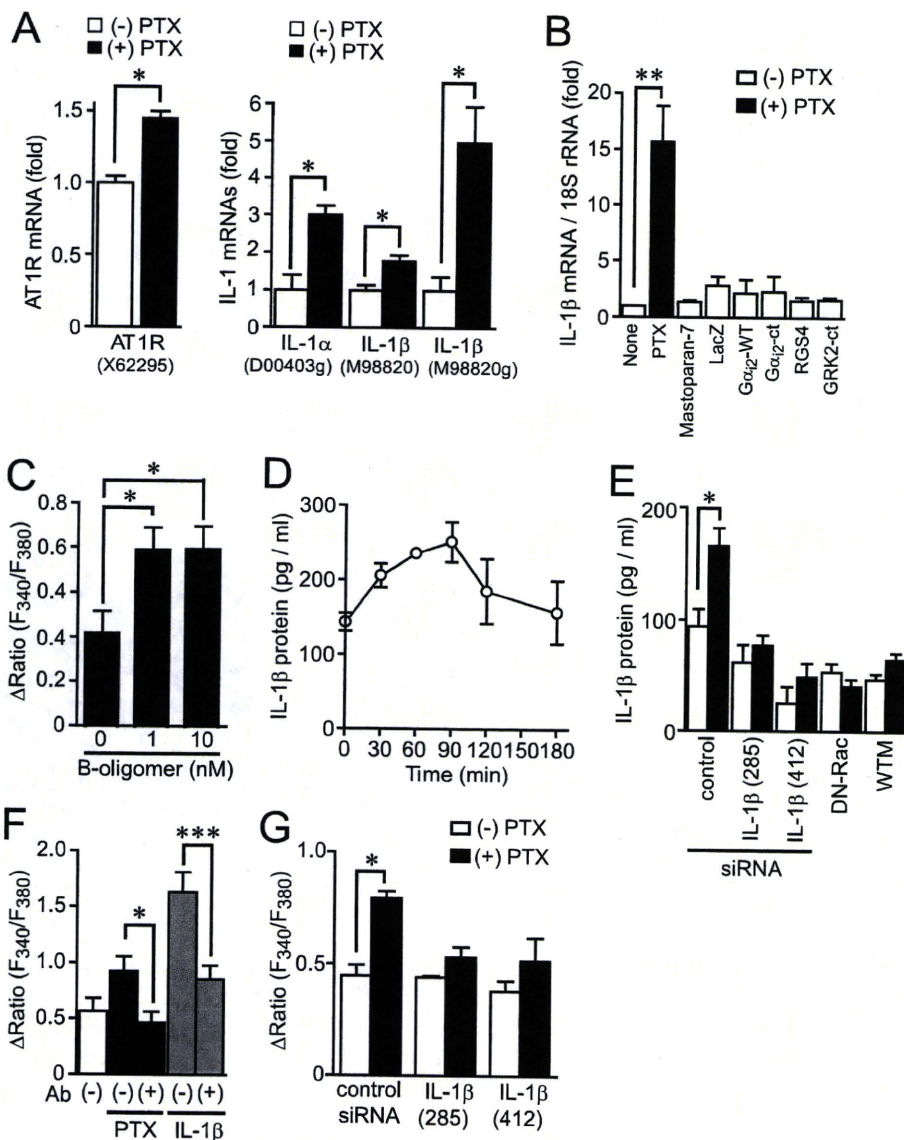 A
(-) PTX
(+) PTX
AT1R mRNA (fold)
1.5
1.0
0.5
0
*
AT1R
(X62295)
(-) PTX
(+) PTX
IL-1 mRNAs (fold)
6
5
4
3
2
1
0
*
*
*
IL-1α
(D00403g)
IL-1β
(M98820)
IL-1β
(M98820g)
B
IL-1β mRNA / 18S rRNA (fold)
20
15
10
5
0
**
(-) PTX
(+) PTX
None
PTX
Mastoparan-7
LacZ
Gαi2-WT
Gαi2-ct
RGS4
GRK2-ct
C
ΔRatio (F340/F380)
0.8
0.6
0.4
0.2
0
*
*
0 1 10
B-oligomer (nM)
D
IL-1β protein (pg / ml)
300
200
100
0
0 30 60 90 120 150 180
Time (min)
E
IL-1β protein (pg / ml)
200
100
0
*
control
IL-1β (285)
IL-1β (412)
DN-Rac
WTM
siRNA
F
ΔRatio (F340/F380)
2.0
1.5
1.0
0.5
0
*
***
Ab (-) (-) (+) (-) (+)
PTX IL-1β
G
(-) PTX
(+) PTX
ΔRatio (F340/F380)
1.0
0.5
0
*
control
siRNA
IL-1β
(285)
IL-1β
(412)